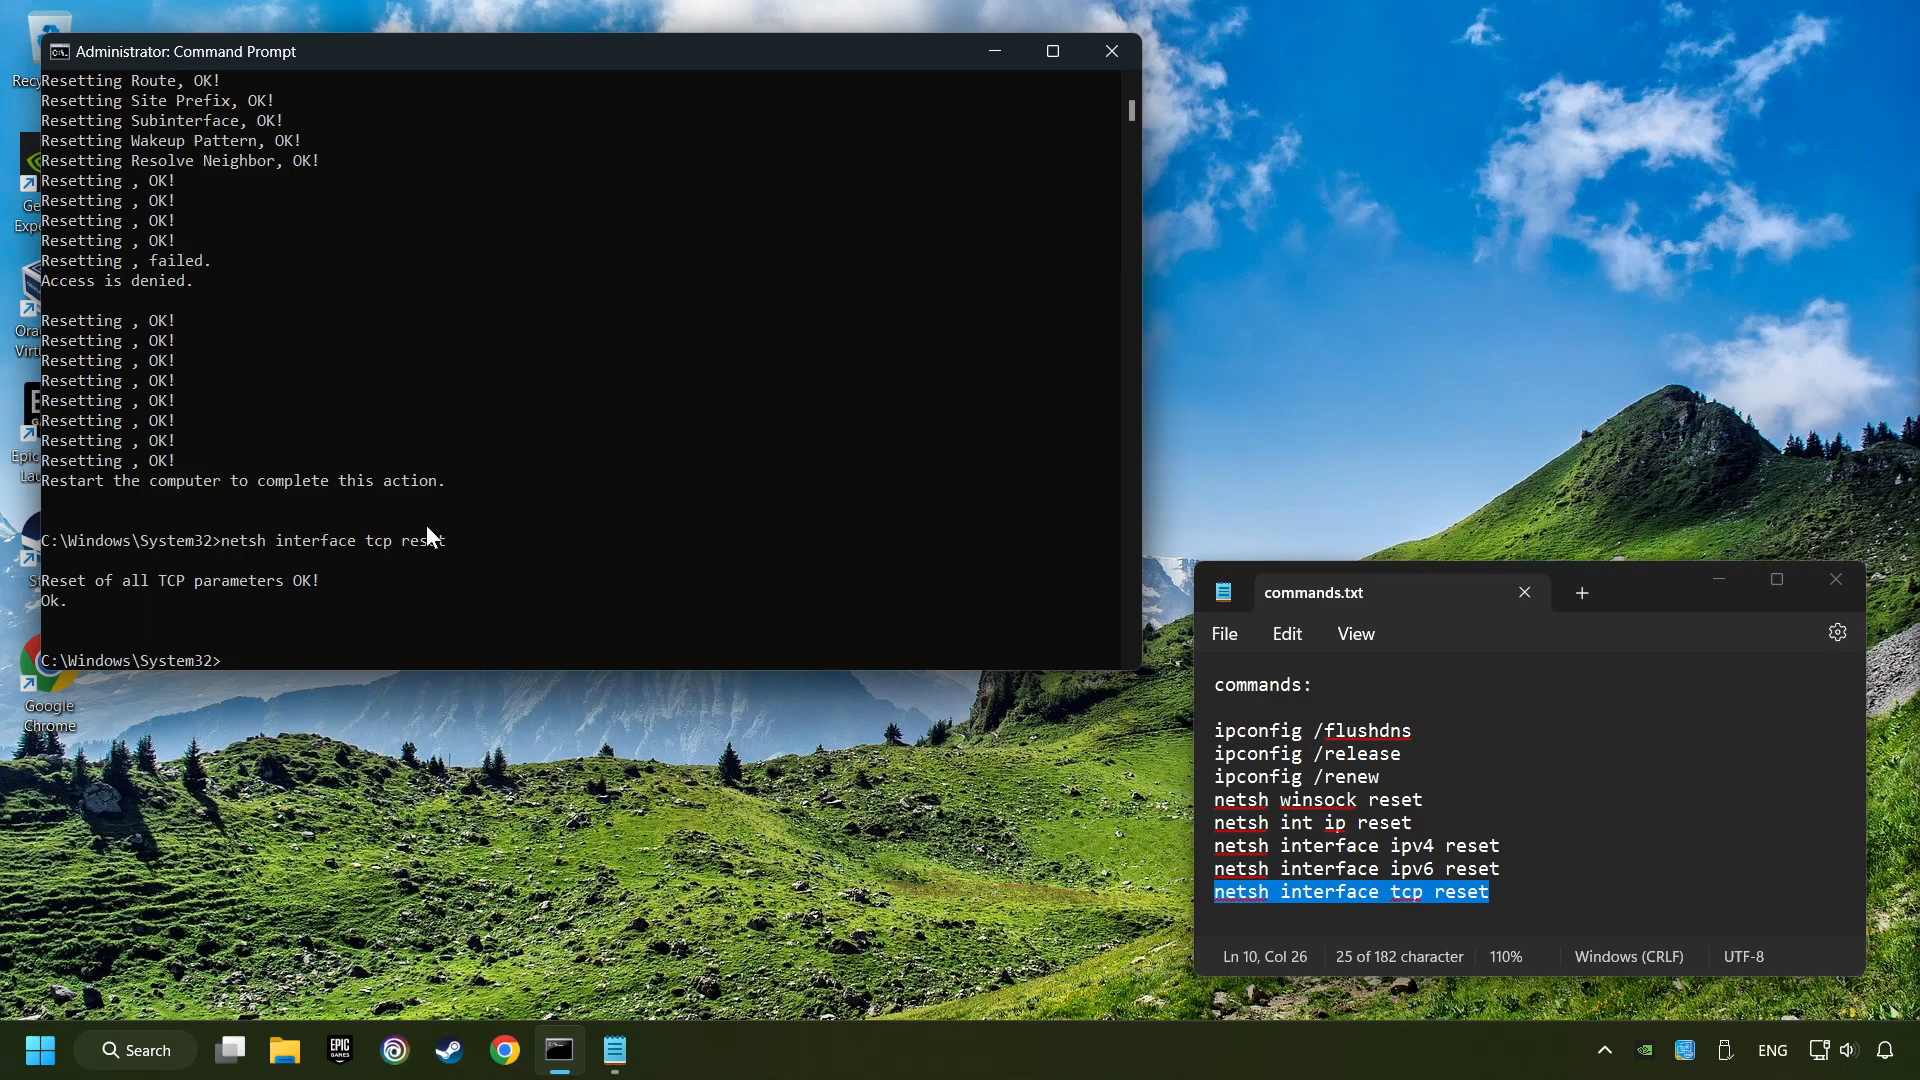 Administrator: Command Prompt
Resetting Route, OK!
Resetting Site Prefix, OK!
Resetting Subinterface, OK!
Resetting Wakeup Pattern, OK!
Resetting Resolve Neighbor, OK!
Resetting , OK!
Resetting , OK!
Resetting , OK!
Resetting , OK!
Resetting , failed.
Access is denied.
Resetting , OK!
Resetting , OK!
Resetting , OK!
Resetting , OK!
Resetting , OK!
Resetting , OK!
Resetting , OK!
Resetting , OK!
Restart the computer to complete this action.
C:\Windows\System32>netsh interface tcp reset
Reset of all TCP parameters OK!
Ok.
C:\Windows\System32>
Google
Chrome
commands.txt
File Edit View
commands:
ipconfig /flushdns
ipconfig /release
ipconfig /renew
netsh winsock reset
netsh int ip reset
netsh interface ipv4 reset
netsh interface ipv6 reset
netsh interface tcp reset
Ln 10, Col 26 25 of 182 character 110% Windows (CRLF) UTF-8
Search
EPIC
GAMES
ENG